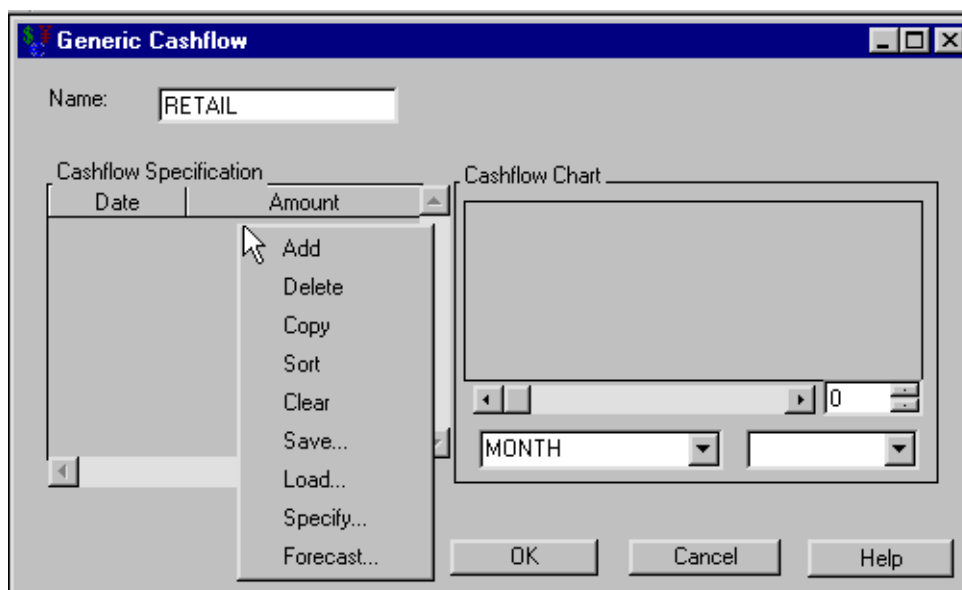 Generic Cashflow
Name: RETAIL
Cashflow Specification
Date Amount
Add
Delete
Copy
Sort
Clear
Save...
Load...
Specify...
Forecast...
Cashflow Chart
0
MONTH
OK Cancel Help